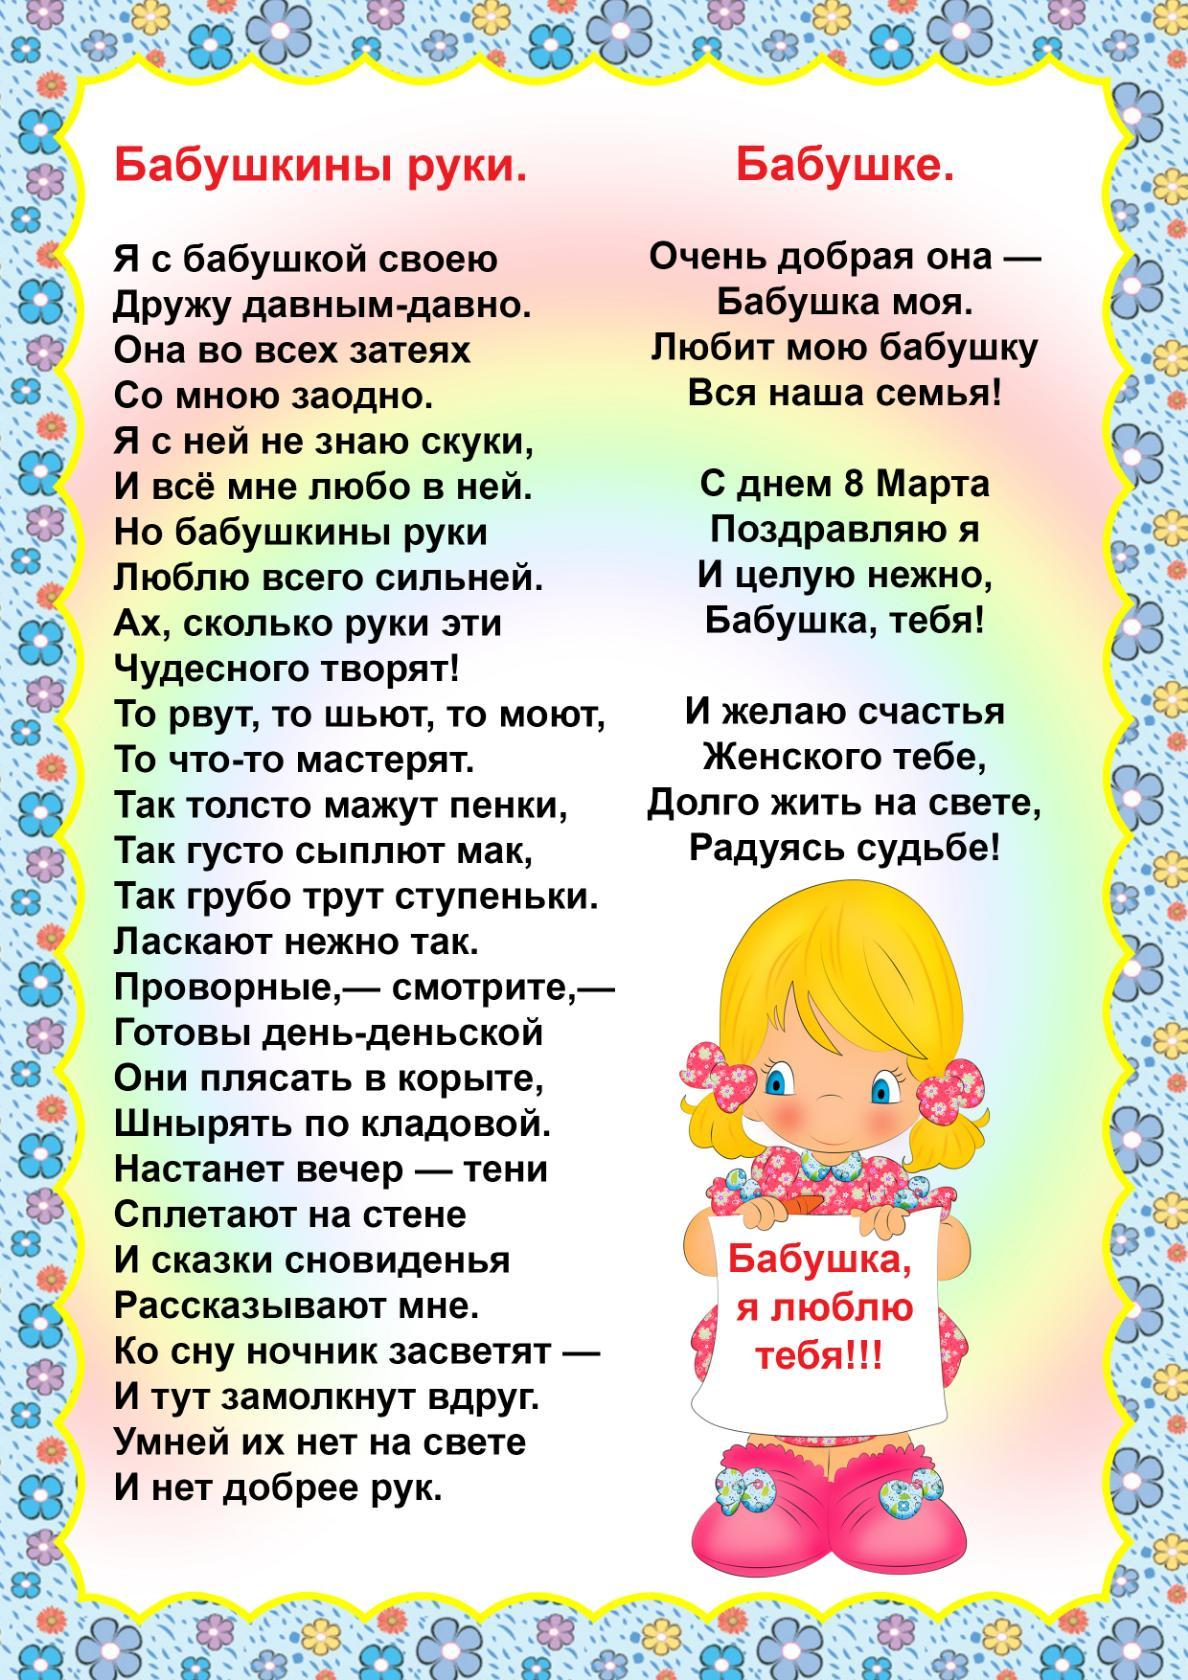 Бабушкины руки.
Я с бабушкой своею
Дружу давным-давно.
Она во всех затеях
Со мною заодно.
Я с ней не знаю скуки,
И всё мне любо в ней.
Но бабушкины руки
Люблю всего сильней.
Ах, сколько руки эти
Чудесного творят!
То рвут, то шьют, то моют,
То что-то мастерят.
Так толсто мажут пенки,
Так густо сыплют мак,
Так грубо трут ступеньки.
Ласкают нежно так.
Проворные,— смотрите,—
Готовы день-деньской
Они плясать в корыте,
Шнырять по кладовой.
Настанет вечер — тени
Сплетают на стене
И сказки сновиденья
Рассказывают мне.
Ко сну ночник засветят —
И тут замолкнут вдруг.
Умней их нет на свете
И нет добрее рук.
Бабушке.
Очень добрая она —
Бабушка моя.
Любит мою бабушку
Вся наша семья!
С днем 8 Марта
Поздравляю я
И целую нежно,
Бабушка, тебя!
И желаю счастья
Женского тебе,
Долго жить на свете,
Радуясь судьбе!
Бабушка,
я люблю
тебя!!!